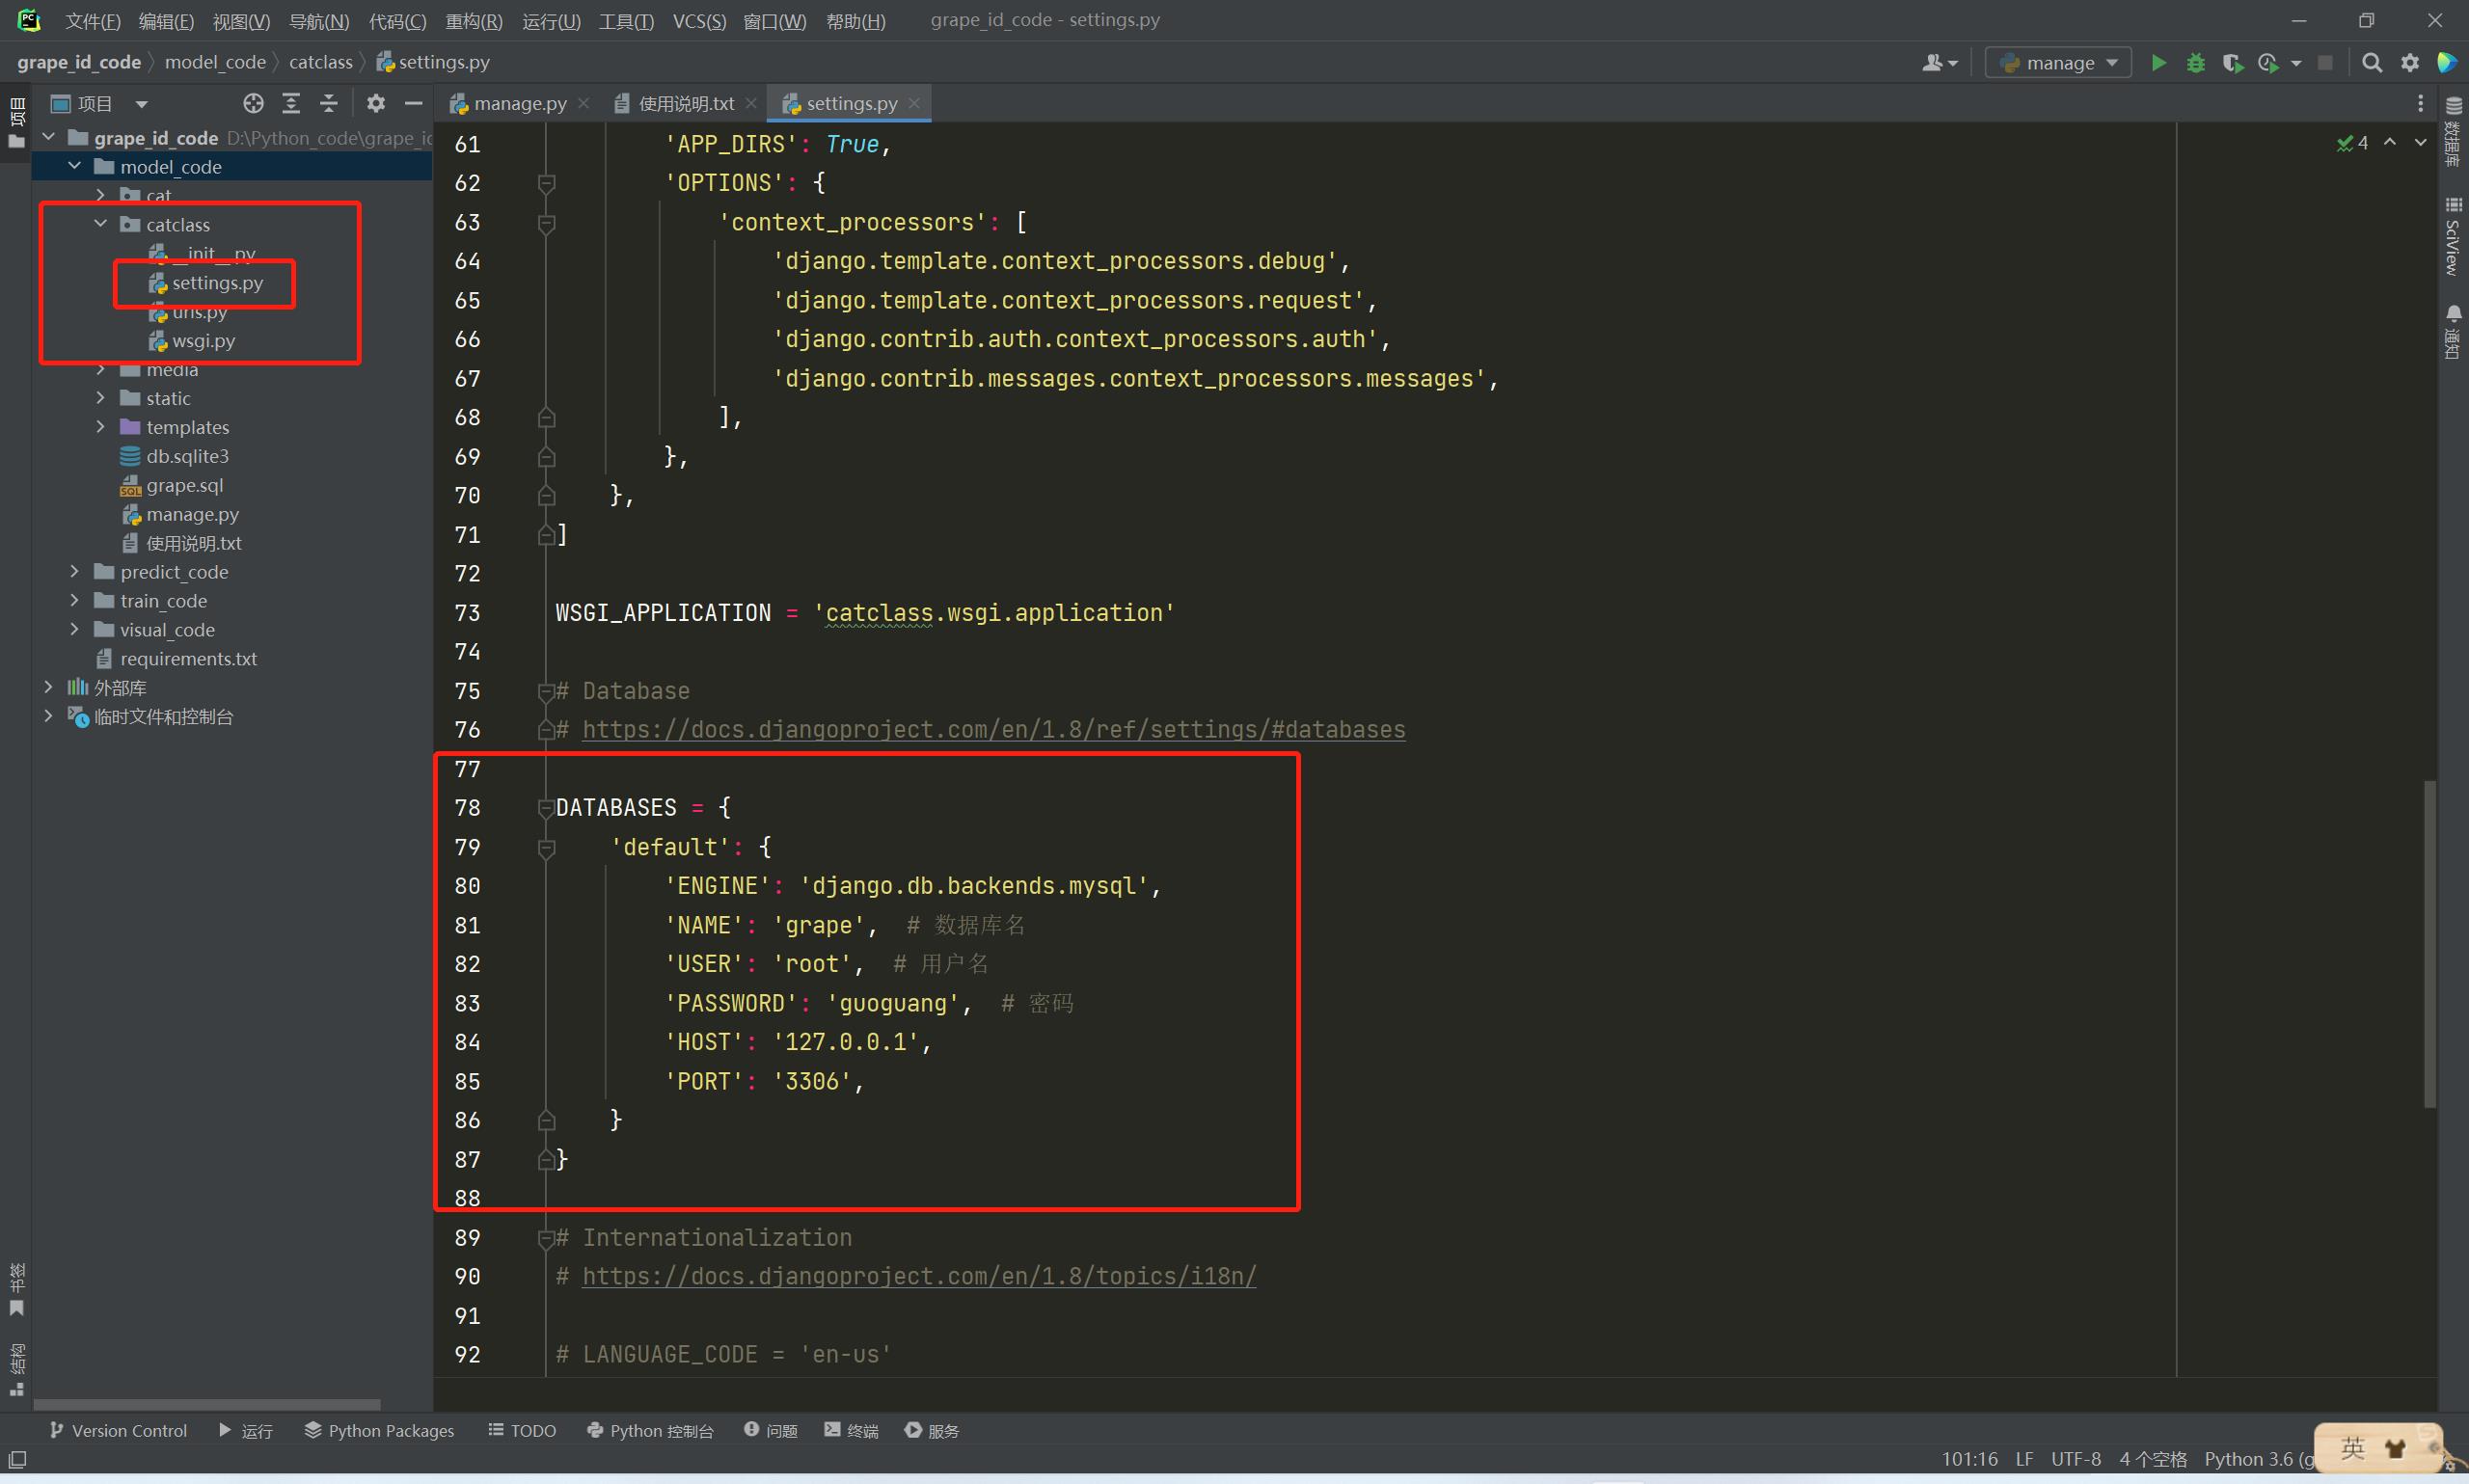 文件(F) 编辑(E) 视图(V) 导航(N) 代码(C) 重构(R) 运行(U) 工具(T) VCS(S) 窗口(W) 帮助(H) grape_id_code - settings.py
grape_id_code model_code catclass settings.py manage
项目
项目
manage.py 使用说明.txt settings.py
grape_id_code D:\Python_code\grape_id
model_code
cat
catclass
__init__.py
settings.py
urls.py
wsgi.py
media
static
templates
db.sqlite3
grape.sql
manage.py
使用说明.txt
predict_code
train_code
visual_code
requirements.txt
外部库
临时文件和控制台
书签
结构
61 'APP_DIRS': True,
62 'OPTIONS': {
63 'context_processors': [
64 'django.template.context_processors.debug',
65 'django.template.context_processors.request',
66 'django.contrib.auth.context_processors.auth',
67 'django.contrib.messages.context_processors.messages',
68 ],
69 },
70 },
71 ]
72
73 WSGI_APPLICATION = 'catclass.wsgi.application'
74
75 # Database
76 # https://docs.djangoproject.com/en/1.8/ref/settings/#databases
77
78 DATABASES = {
79 'default': {
80 'ENGINE': 'django.db.backends.mysql',
81 'NAME': 'grape', # 数据库名
82 'USER': 'root', # 用户名
83 'PASSWORD': 'guoguang', # 密码
84 'HOST': '127.0.0.1',
85 'PORT': '3306',
86 }
87 }
88
89 # Internationalization
90 # https://docs.djangoproject.com/en/1.8/topics/i18n/
91
92 # LANGUAGE_CODE = 'en-us'
4
数据库
SciView
通知
Version Control 运行 Python Packages TODO Python 控制台 问题 终端 服务
101:16 LF UTF-8 4 个空格 Python 3.6 (g
英